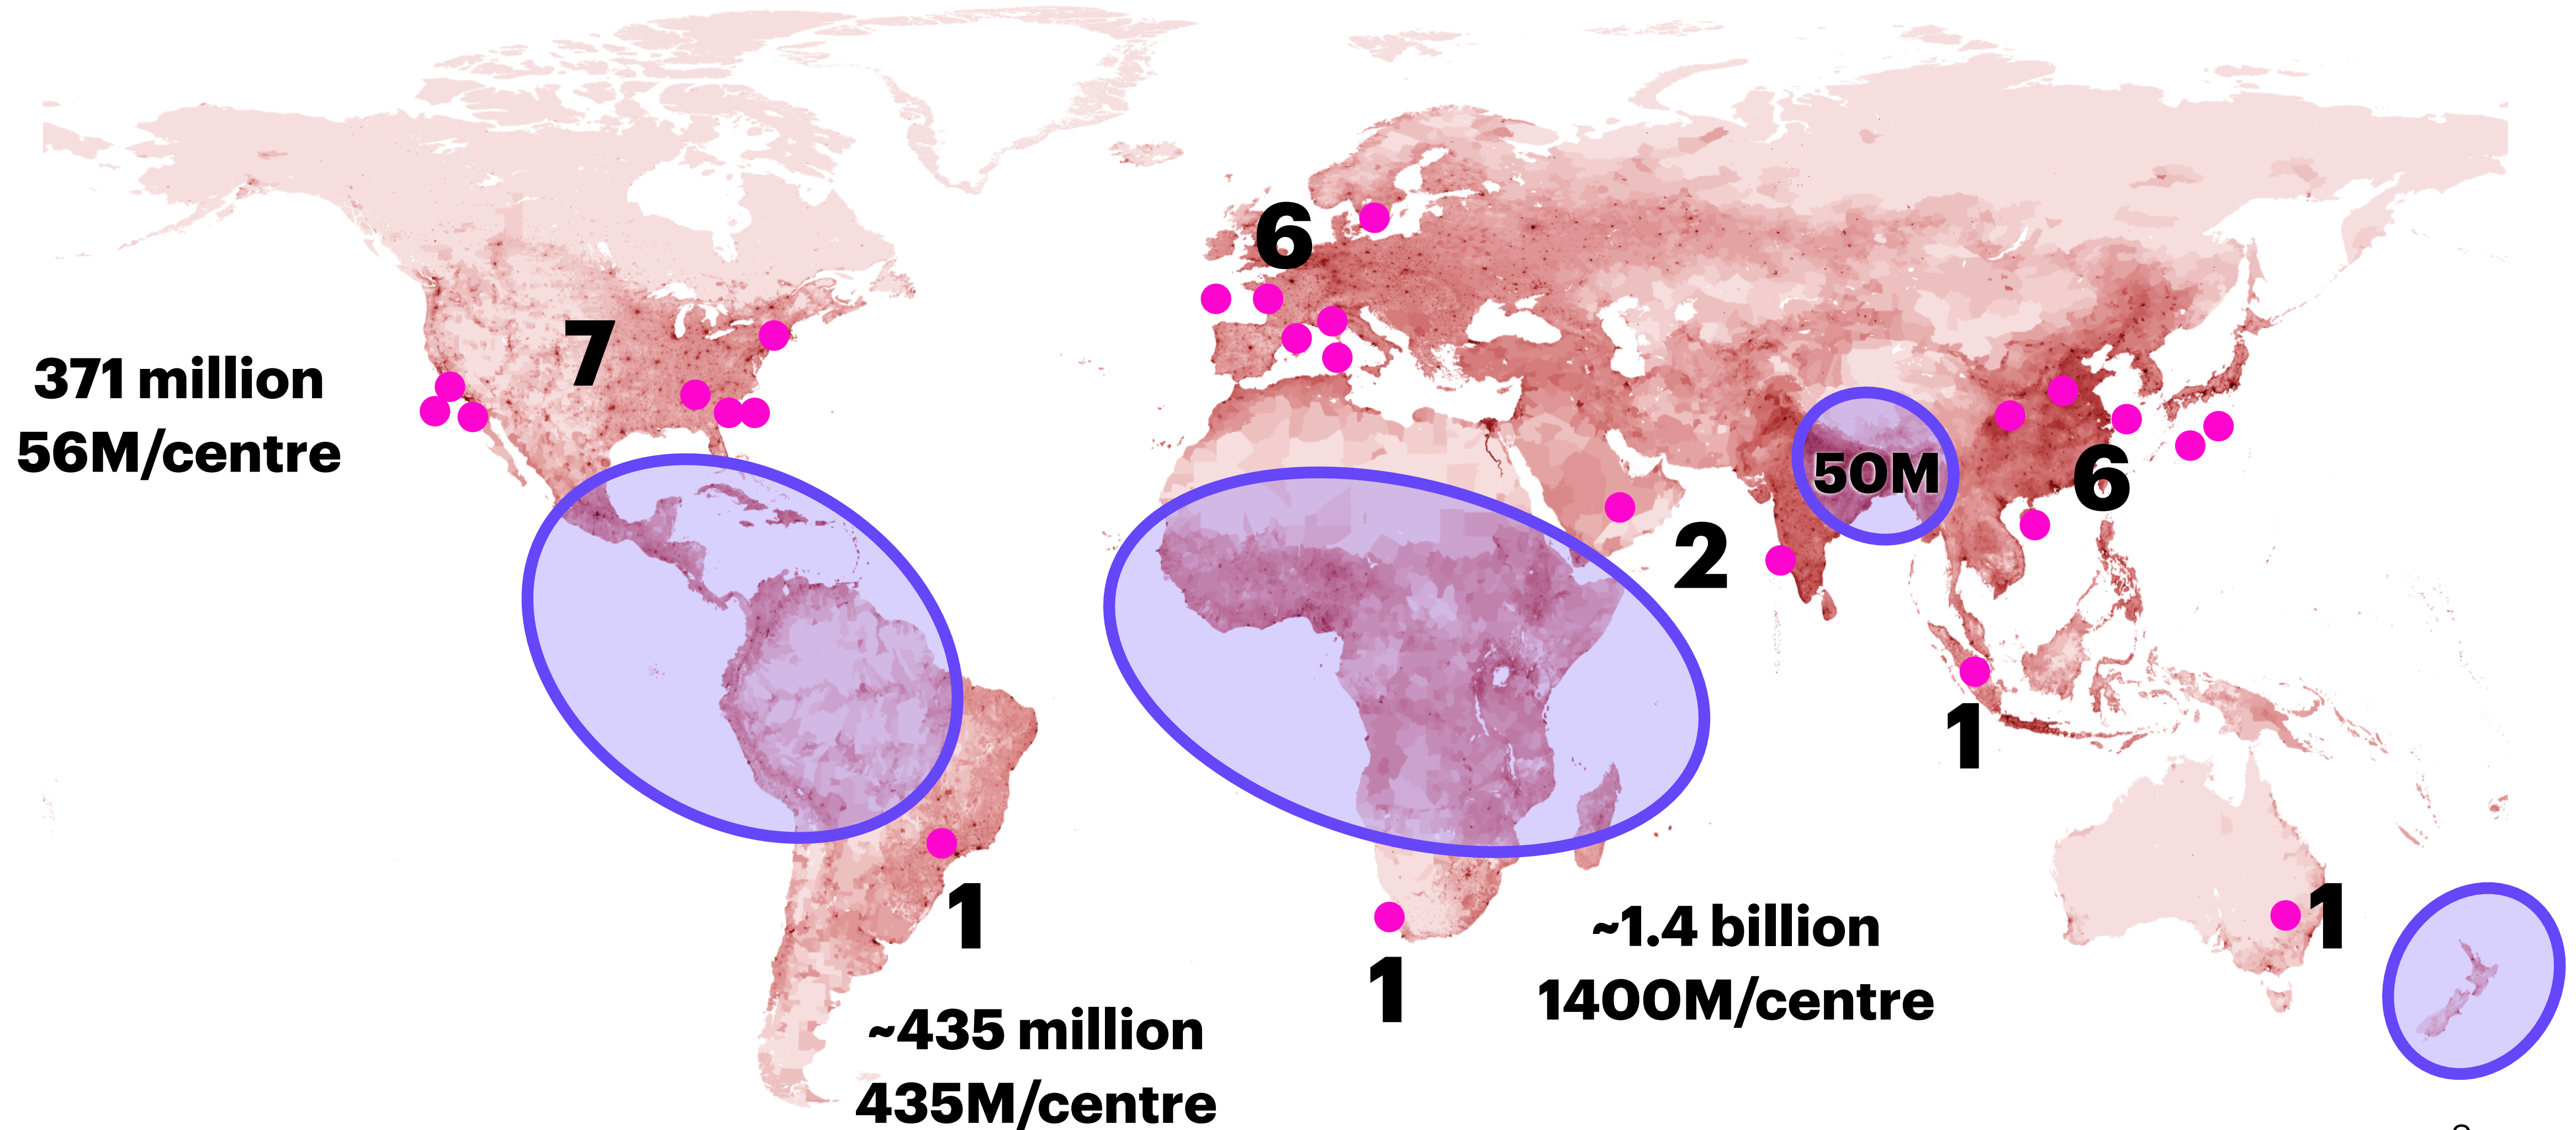 6
7
371 million
56M/centre
50M
6
2
1
1
1
~1.4 billion
1400M/centre
1
~435 million
435M/centre